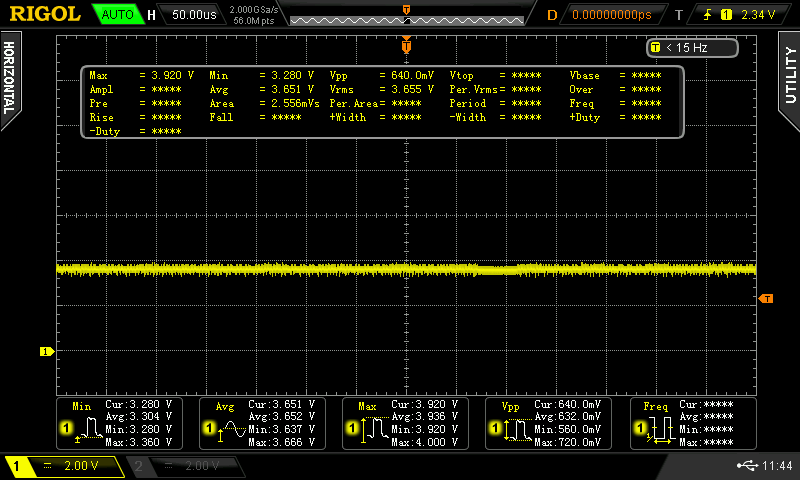 RIGOL AUTO H 50.00us 2.000GSa/s 56.0M pts T D 0.00000000ps T 1 2.34 V
HORIZONTAL
UTILITY
T
T < 15 Hz
Max = 3.920 V Min = 3.280 V Vpp = 640.0mV Vtop = ***** Vbase = *****
Ampl = ***** Avg = 3.651 V Vrms = 3.655 V Per.Vrms= ***** Over = *****
Pre = ***** Area = 2.556mVs Per.Area= ***** Period = ***** Freq = *****
Rise = ***** Fall = ***** +Width = ***** -Width = ***** +Duty = *****
-Duty = *****
T
1
Min
1
Cur:3.280 V
Avg:3.304 V
Min:3.280 V
Max:3.360 V
Avg
1
Cur:3.651 V
Avg:3.652 V
Min:3.637 V
Max:3.666 V
Max
1
Cur:3.920 V
Avg:3.936 V
Min:3.920 V
Max:4.000 V
Vpp
1
Cur:640.0mV
Avg:632.0mV
Min:560.0mV
Max:720.0mV
Freq
1
Cur:*****
Avg:*****
Min:*****
Max:*****
1 2.00 V 2 2.00 V 11:44